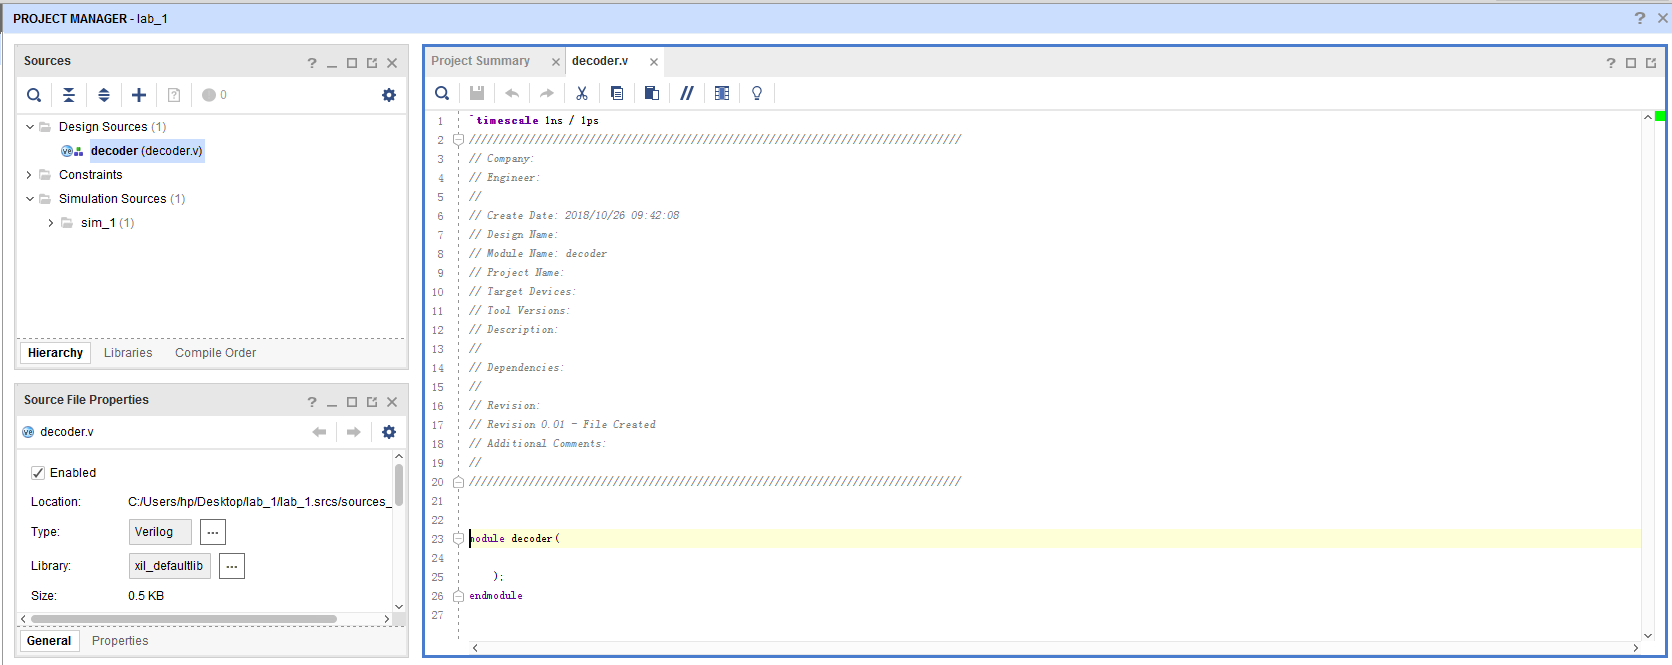 PROJECT MANAGER - lab_1
Sources
0
Design Sources (1)
decoder (decoder.v)
Constraints
Simulation Sources (1)
sim_1 (1)
Hierarchy Libraries Compile Order
Source File Properties
decoder.v
Enabled
Location: C:/Users/hp/Desktop/lab_1/lab_1.srcs/sources_
Type: Verilog ...
Library: xil_defaultlib ...
Size: 0.5 KB
General Properties
Project Summary decoder.v
1 `timescale 1ns / 1ps
2 //////////////////////////////////////////////////////////////////////////////////
3 // Company:
4 // Engineer:
5 //
6 // Create Date: 2018/10/26 09:42:08
7 // Design Name:
8 // Module Name: decoder
9 // Project Name:
10 // Target Devices:
11 // Tool Versions:
12 // Description:
13 //
14 // Dependencies:
15 //
16 // Revision:
17 // Revision 0.01 - File Created
18 // Additional Comments:
19 //
20 //////////////////////////////////////////////////////////////////////////////////
21
22
23 module decoder(
24
25 );
26 endmodule
27